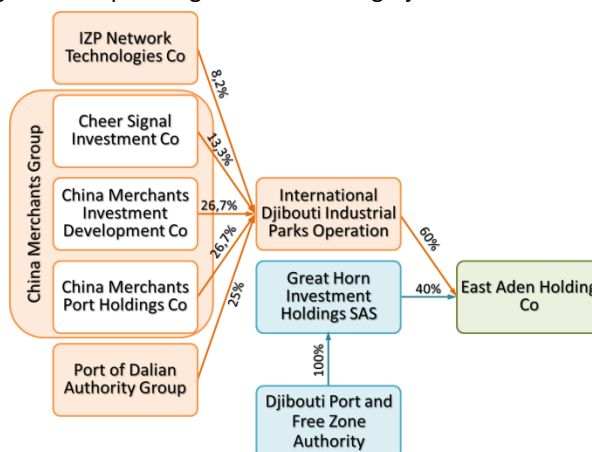 IZP Network
Technologies Co
8,2%
China Merchants Group
Cheer Signal
Investment Co
13,3%
China Merchants
Investment
Development Co
26,7%
China Merchants
Port Holdings Co
26,7%
Port of Dalian
Authority Group
25%
International
Djibouti Industrial
Parks Operation
60%
Great Horn
Investment
Holdings SAS
40%
East Aden Holding
Co
100%
Djibouti Port and
Free Zone
Authority